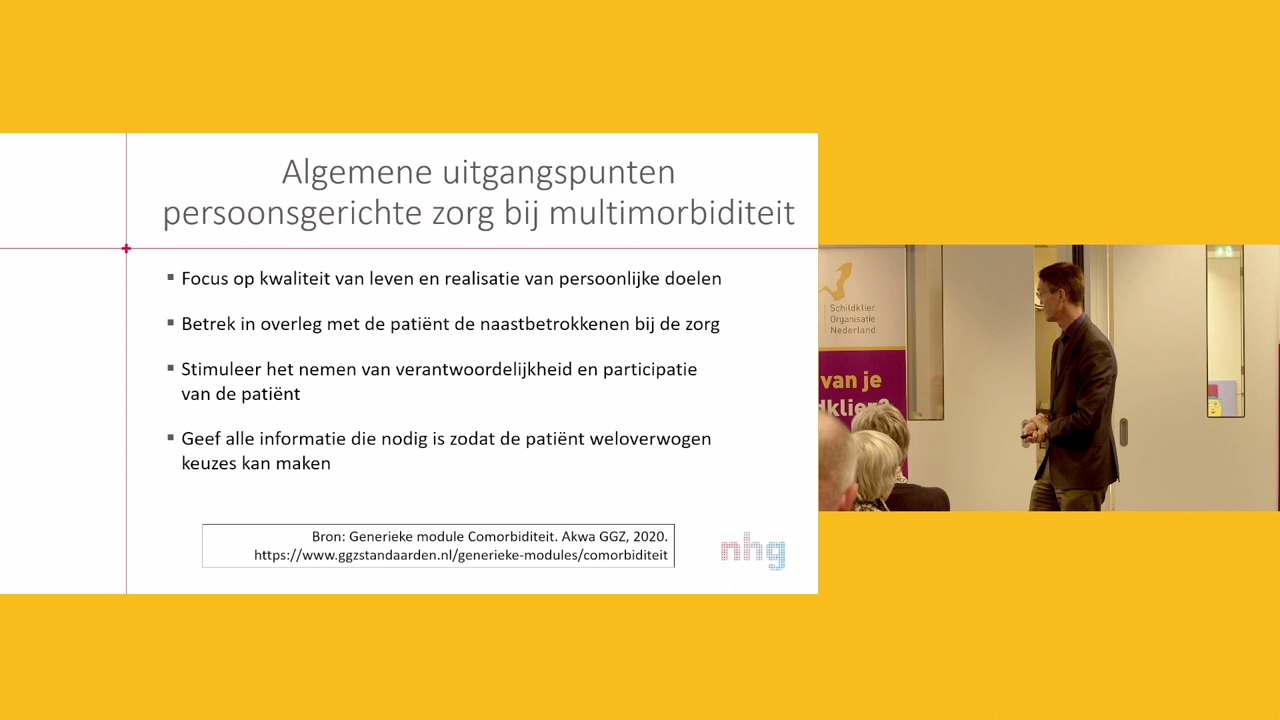 Algemene uitgangspunten
persoonsgerichte zorg bij multimorbiditeit
▪ Focus op kwaliteit van leven en realisatie van persoonlijke doelen
▪ Betrek in overleg met de patiënt de naastbetrokkenen bij de zorg
▪ Stimuleer het nemen van verantwoordelijkheid en participatie
van de patiënt
▪ Geef alle informatie die nodig is zodat de patiënt weloverwogen
keuzes kan maken
Bron: Generieke module Comorbiditeit. Akwa GGZ, 2020.
https://www.ggzstandaarden.nl/generieke-modules/comorbiditeit
nhg
Schildklier
Organisatie
Nederland
van je